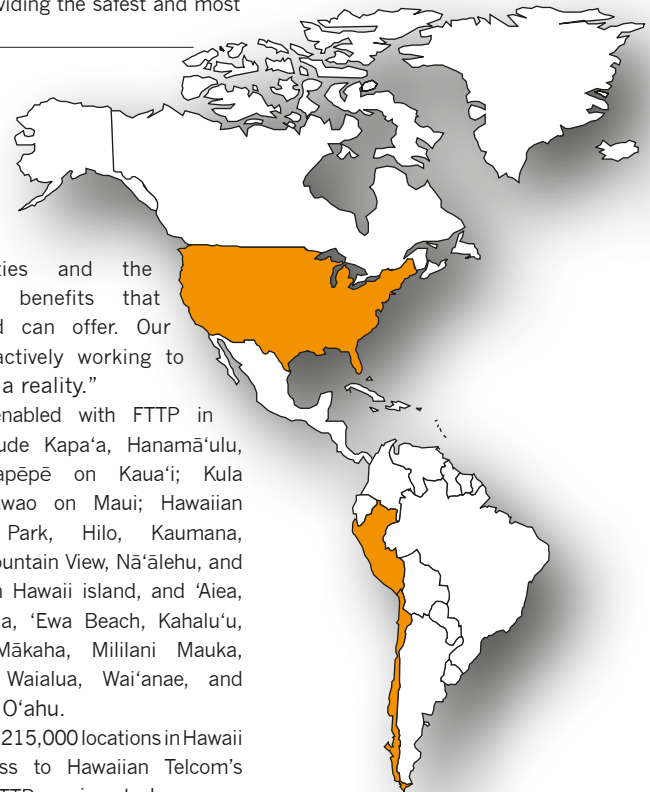 viding the safest and most
ties and the
benefits that
d can offer. Our
actively working to
a reality.”
enabled with FTTP in
ude Kapa‘a, Hanamā‘ulu,
apēpē on Kaua‘i; Kula
wao on Maui; Hawaiian
Park, Hilo, Kaumana,
ountain View, Nā‘ālehu, and
n Hawaii island, and ‘Aiea,
a, ‘Ewa Beach, Kahalu‘u,
Mākaha, Mililani Mauka,
Waialua, Wai‘anae, and
O‘ahu.
215,000 locations in Hawaii
ss to Hawaiian Telcom’s